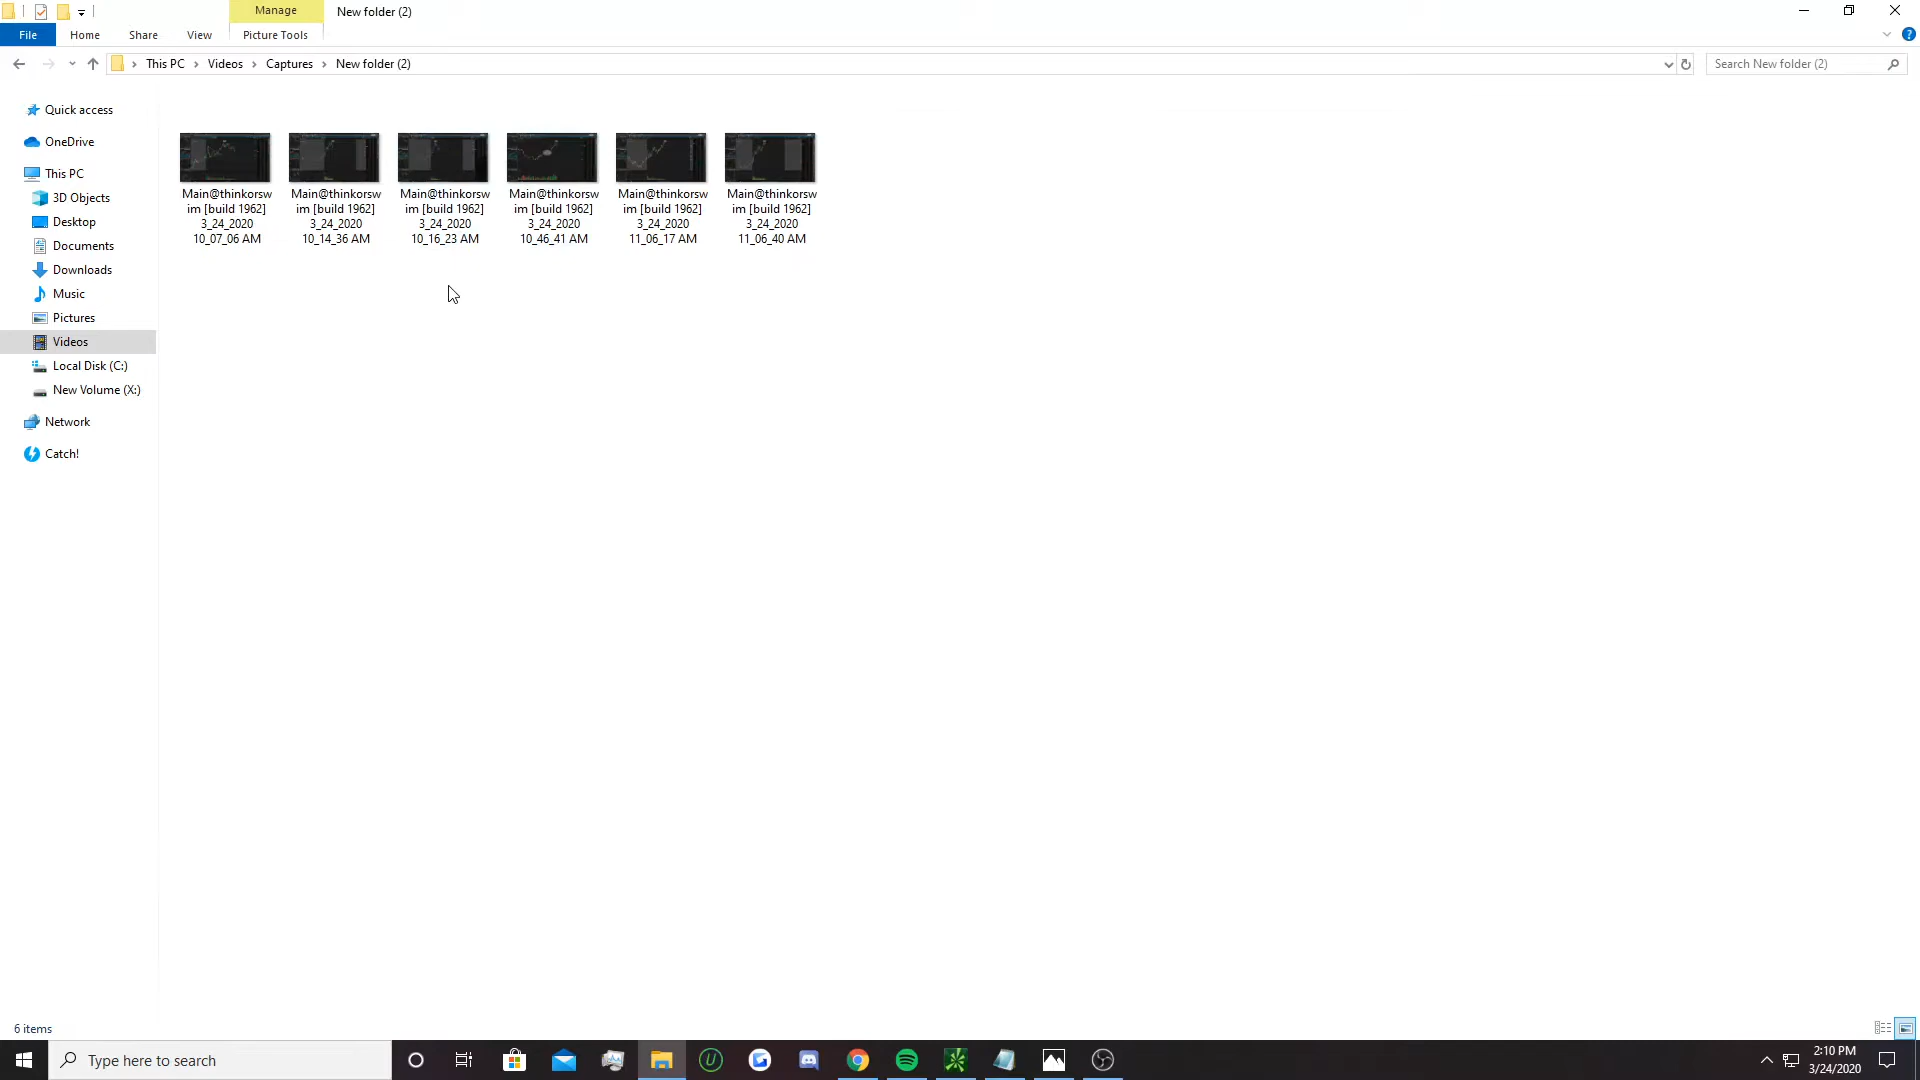 Manage
New folder (2)
File
Home
Share
View
Picture Tools
This PC
Videos
Captures
New folder (2)
Search New folder (2)
Quick access
OneDrive
This PC
3D Objects
Desktop
Documents
Downloads
Music
Pictures
Videos
Local Disk (C:)
New Volume (X:)
Network
Catch!
Main@thinkorsw
im [build 1962]
3_24_2020
10_07_06 AM
Main@thinkorsw
im [build 1962]
3_24_2020
10_14_36 AM
Main@thinkorsw
im [build 1962]
3_24_2020
10_16_23 AM
Main@thinkorsw
im [build 1962]
3_24_2020
10_46_41 AM
Main@thinkorsw
im [build 1962]
3_24_2020
11_06_17 AM
Main@thinkorsw
im [build 1962]
3_24_2020
11_06_40 AM
6 items
Type here to search
2:10 PM
3/24/2020